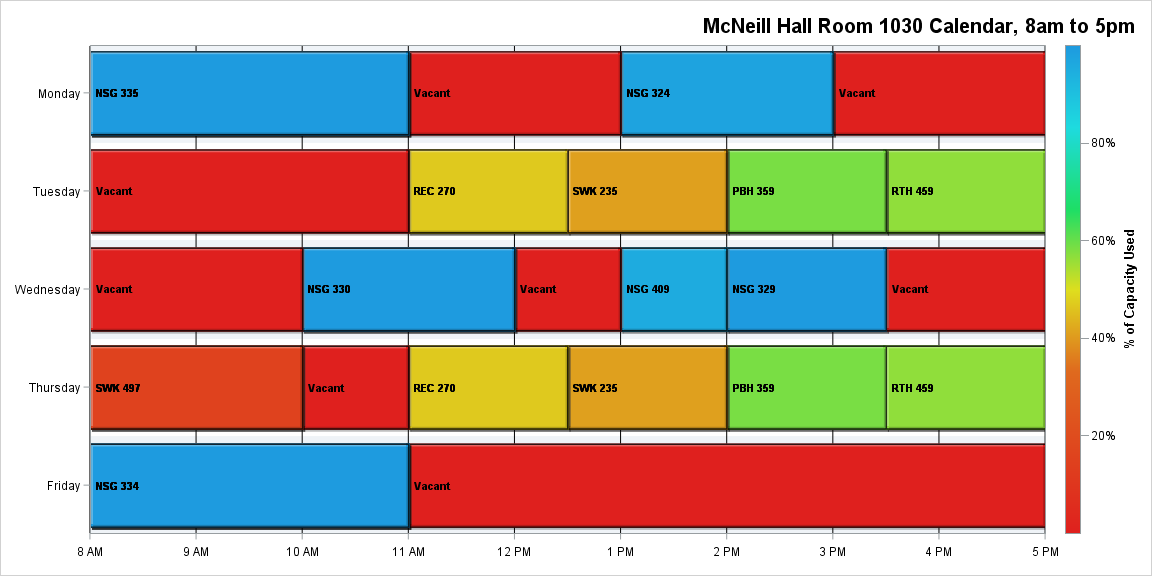 McNeill Hall Room 1030 Calendar, 8am to 5pm
Monday
NSG 335
Vacant
NSG 324
Vacant
Tuesday
Vacant
REC 270
SWK 235
PBH 359
RTH 459
Wednesday
Vacant
NSG 330
Vacant
NSG 409
NSG 329
Vacant
Thursday
SWK 497
Vacant
REC 270
SWK 235
PBH 359
RTH 459
Friday
NSG 334
Vacant
8 AM
9 AM
10 AM
11 AM
12 PM
1 PM
2 PM
3 PM
4 PM
5 PM
80%
60%
40%
20%
% of Capacity Used